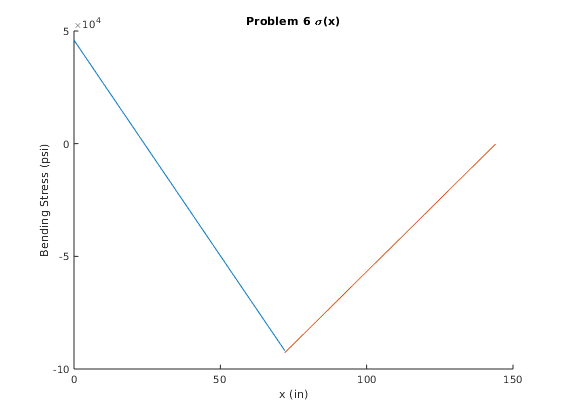 ×10⁴
Problem 6 σ(x)
5
0
-5
-10
Bending Stress (psi)
0 50 100 150
x (in)